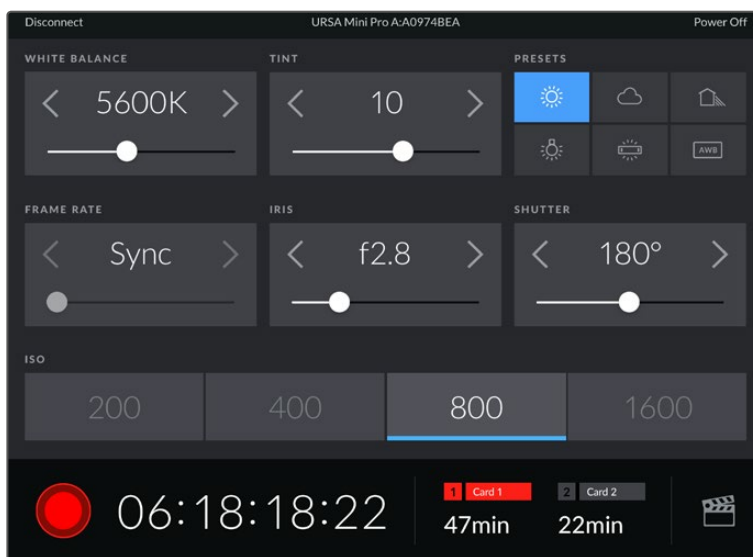 Disconnect URSA Mini Pro A:A0974BEA Power Off
WHITE BALANCE TINT PRESETS
5600K 10
AWB
FRAME RATE IRIS SHUTTER
Sync f2.8 180°
ISO
200 400 800 1600
1 Card 1 2 Card 2
06:18:18:22 47min 22min